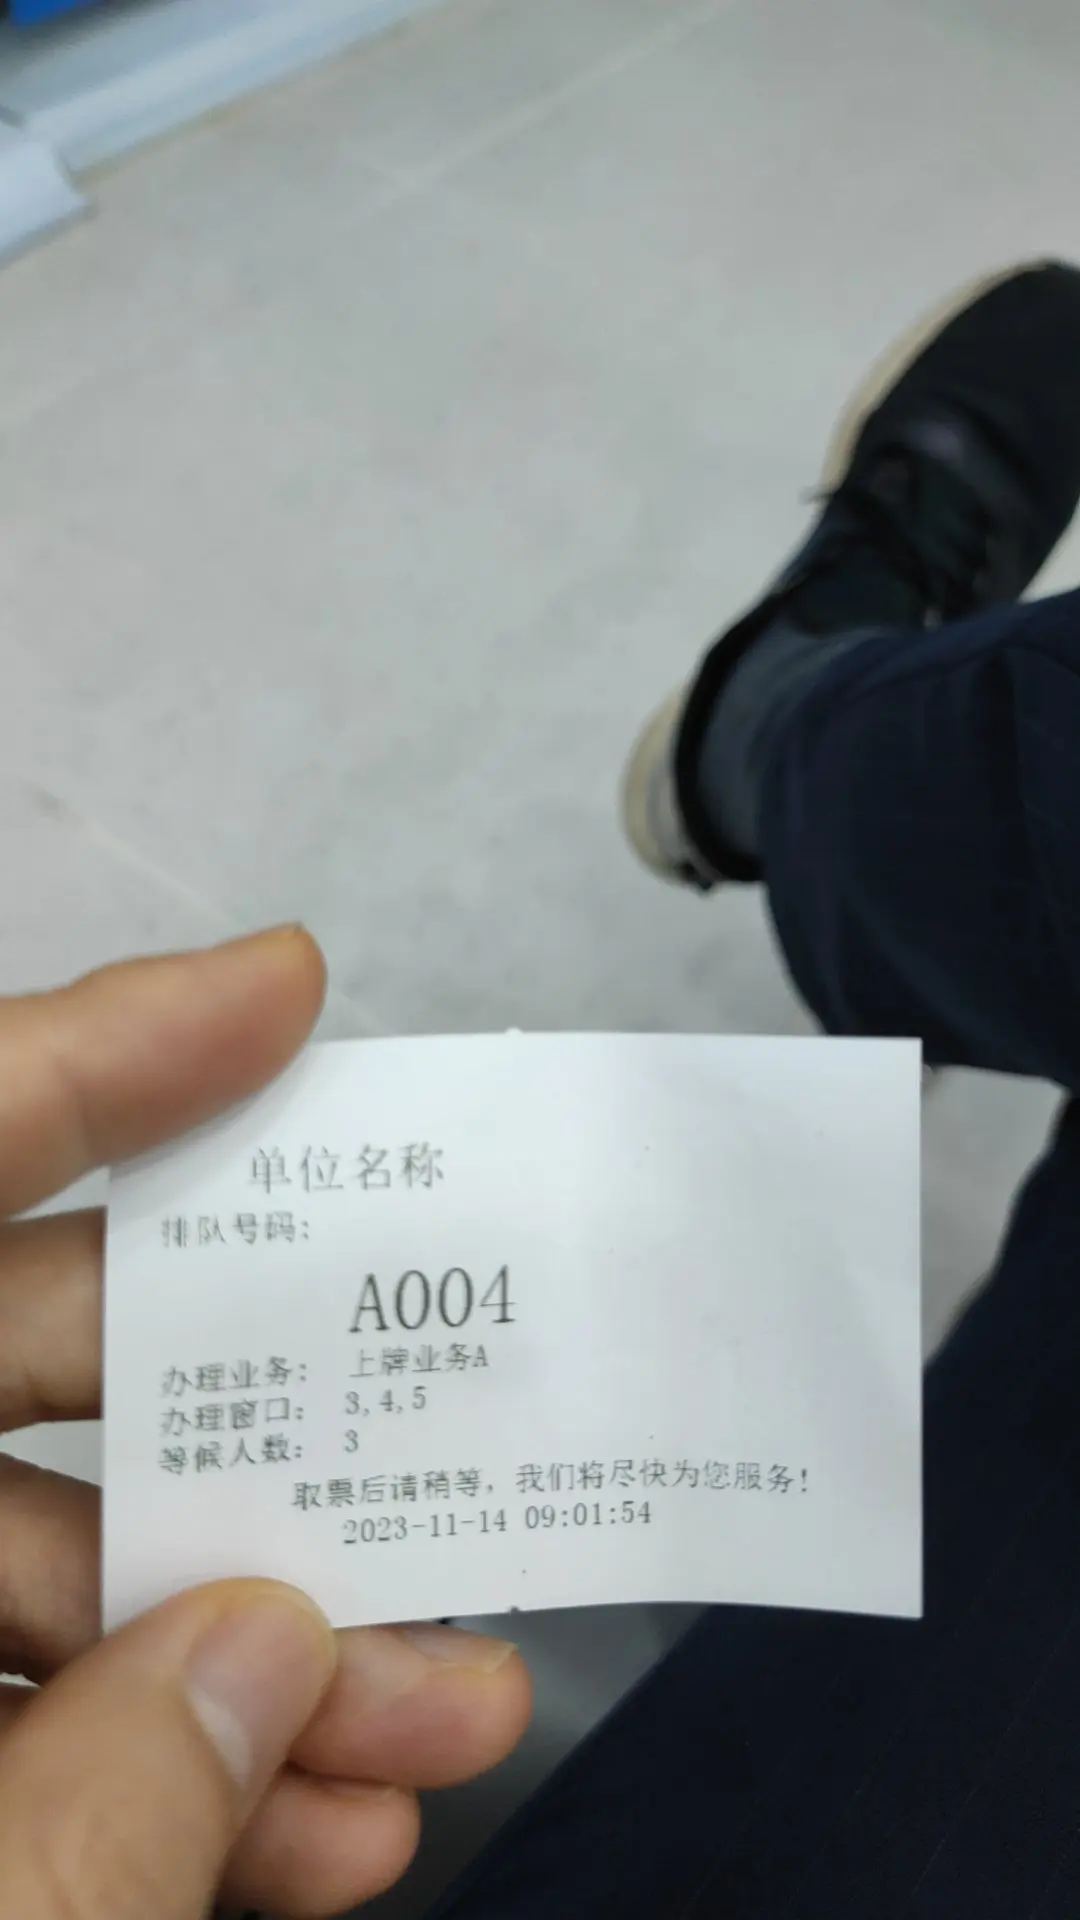 单位名称
排队号码:
A004
办理业务: 上牌业务A
办理窗口: 3,4,5
等候人数: 3
取票后请稍等，我们将尽快为您服务!
2023-11-14 09:01:54